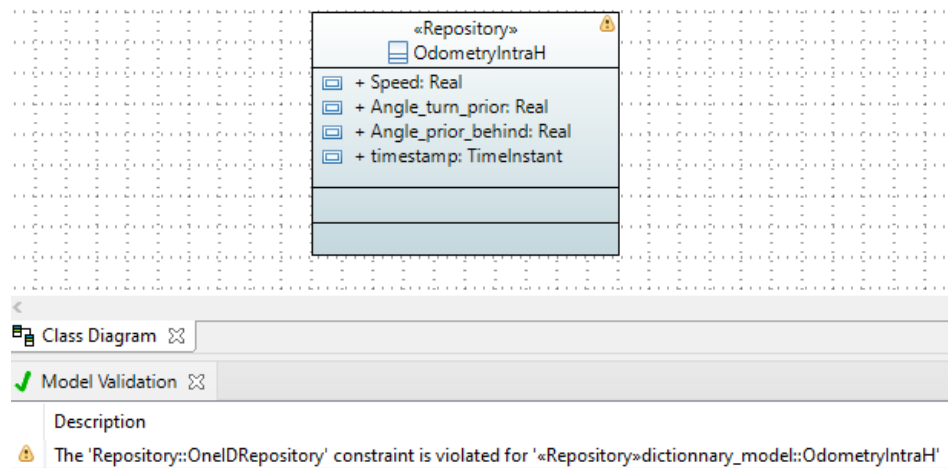 «Repository»
OdometryIntraH
+ Speed: Real
+ Angle_turn_prior: Real
+ Angle_prior_behind: Real
+ timestamp: TimeInstant
Class Diagram
Model Validation
Description
The 'Repository::OneIDRepository' constraint is violated for '«Repository»dictionnary_model::OdometryIntraH'